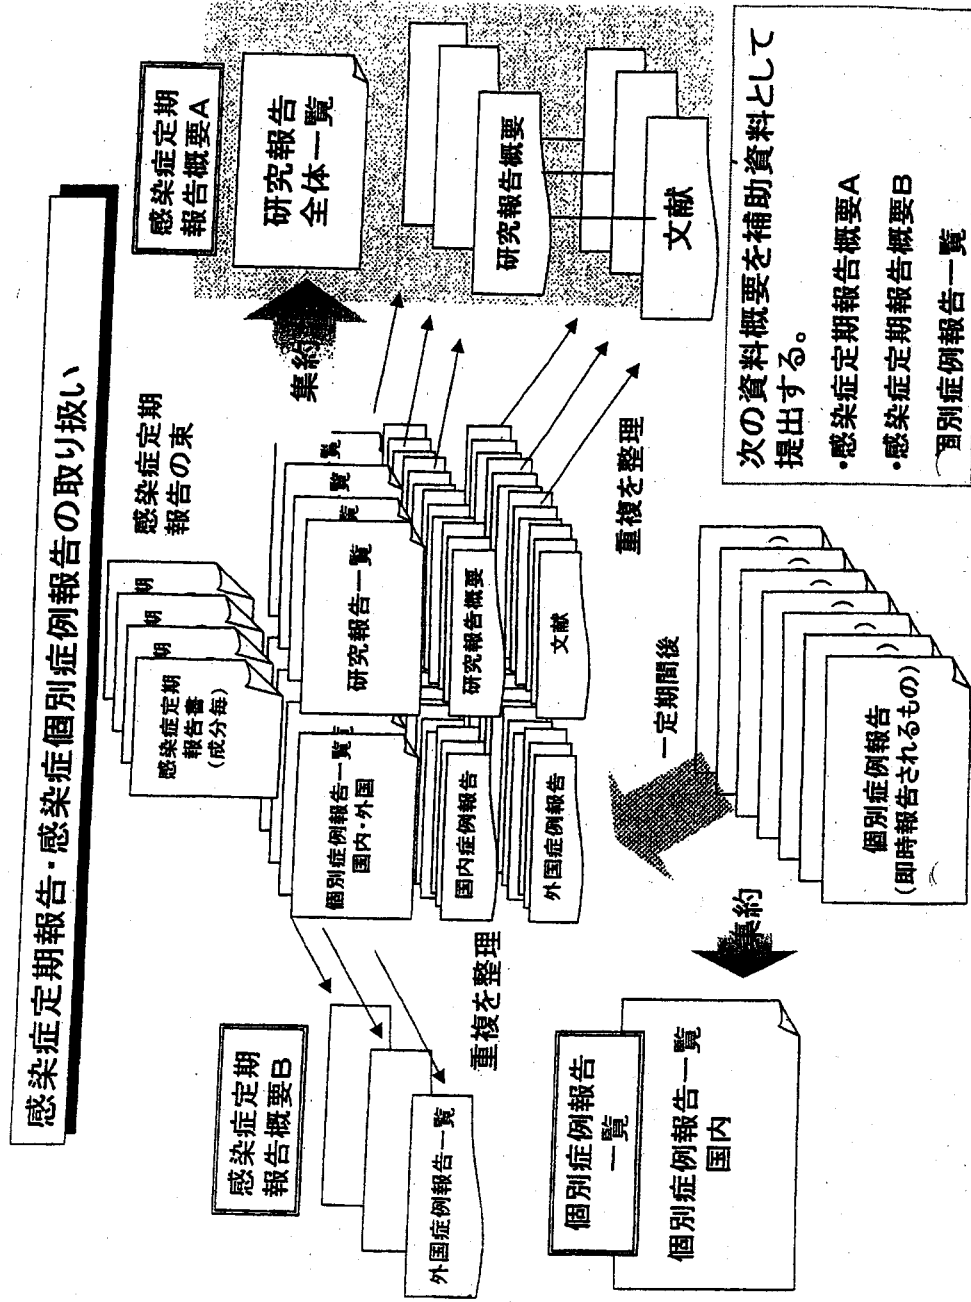 感染症定期報告・感染症個別症例報告の取り扱い
感染症定期
報告概要B
外国症例報告一覧
重複を整理
感染症定期
報告書
(成分毎)
期
期
期
感染症定期
報告の束
個別症例報告一覧
国内・外国
国内症例報告
外国症例報告
研究報告一覧
覧
覧
覧
研究報告概要
文献
重複を整理
集約
感染症定期
報告概要A
研究報告
全体一覧
研究報告概要
文献
個別症例報告
一覧
個別症例報告一覧
国内
集約
一定期間後
個別症例報告
(即時報告されるもの)
次の資料概要を補助資料として
提出する。
・感染症定期報告概要A
・感染症定期報告概要B
個別症例報告一覧